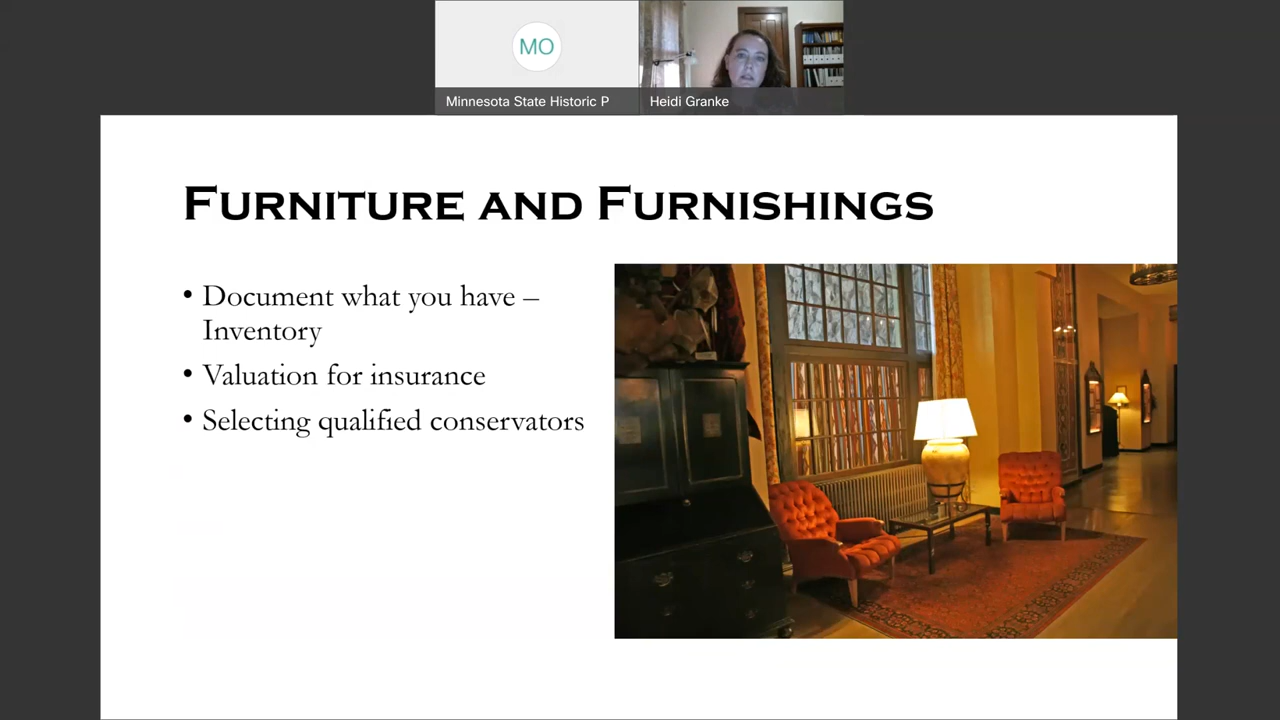 MO
Minnesota State Historic P
Heidi Granke
FURNITURE AND FURNISHINGS
• Document what you have –
Inventory
• Valuation for insurance
• Selecting qualified conservators